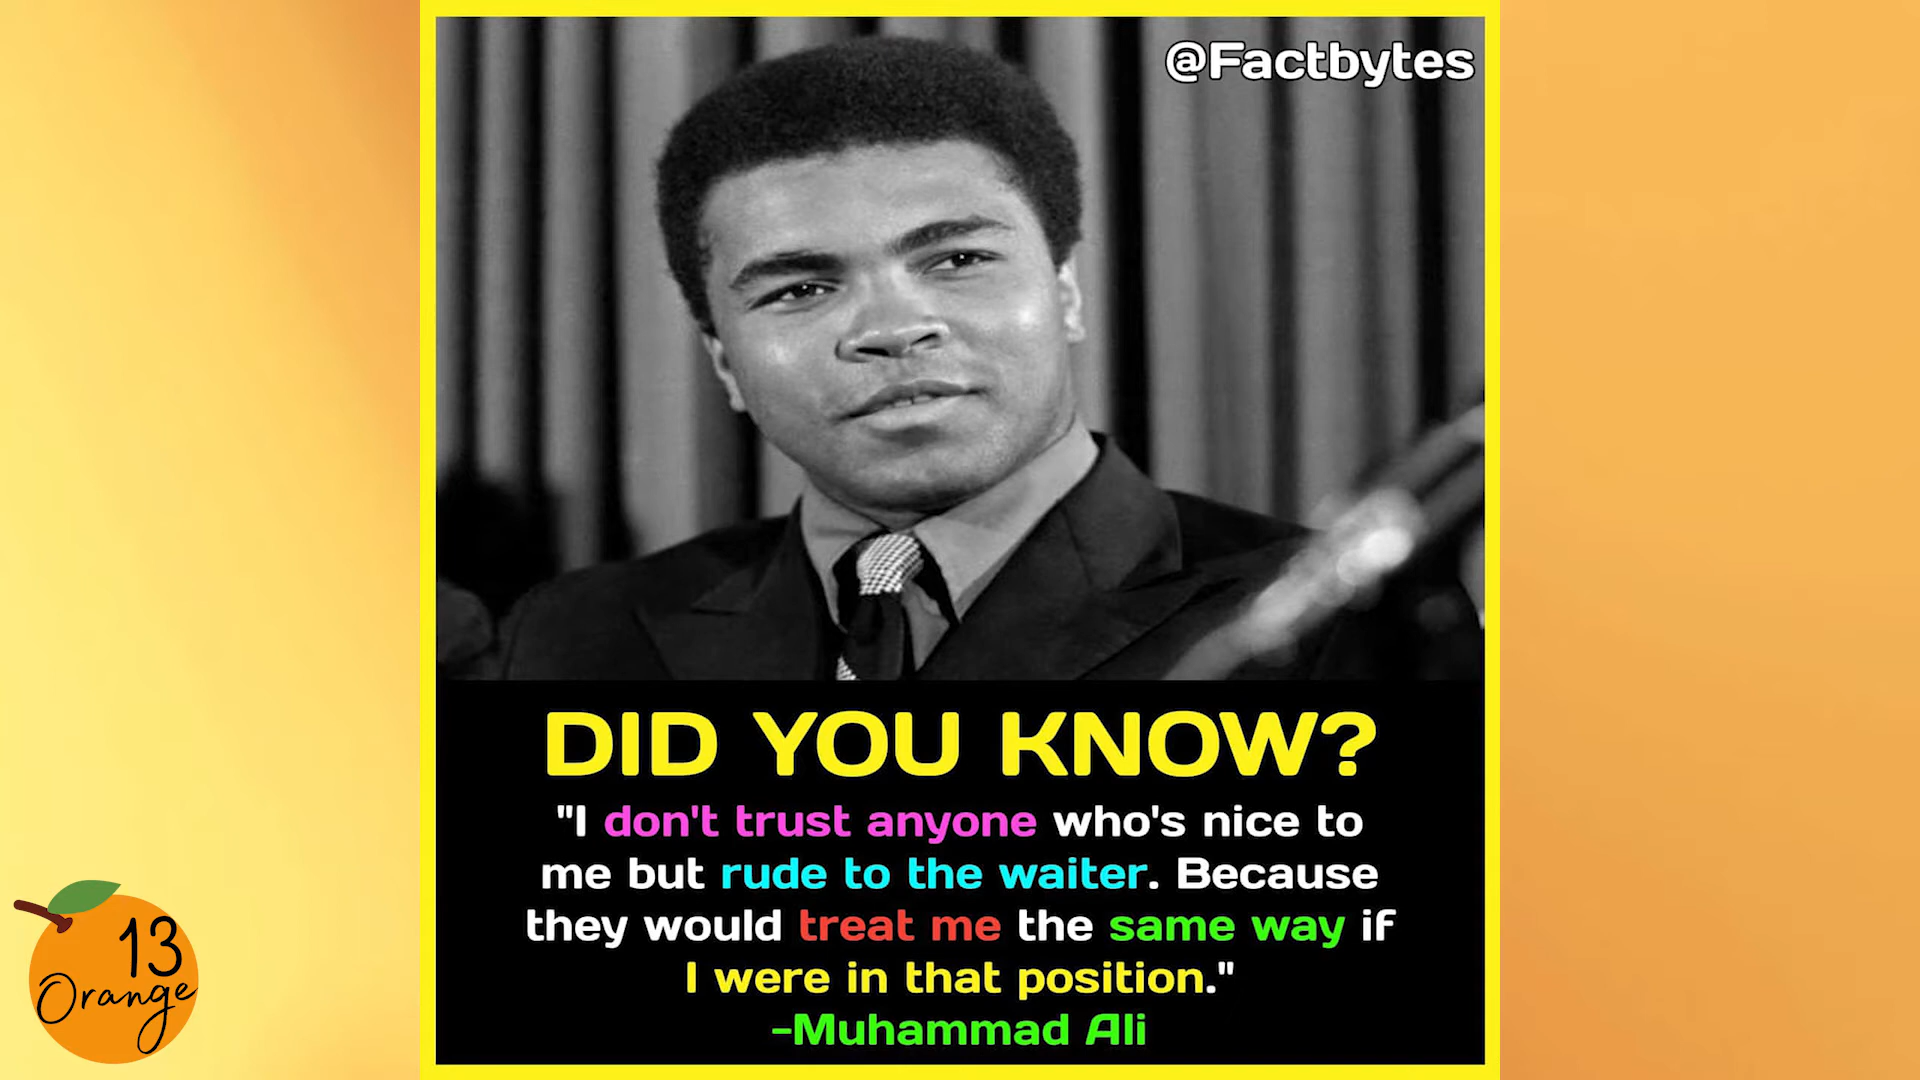 @Factbytes
DID YOU KNOW?
"I don't trust anyone who's nice to
me but rude to the waiter. Because
they would treat me the same way if
I were in that position."
-Muhammad Ali
13
Orange